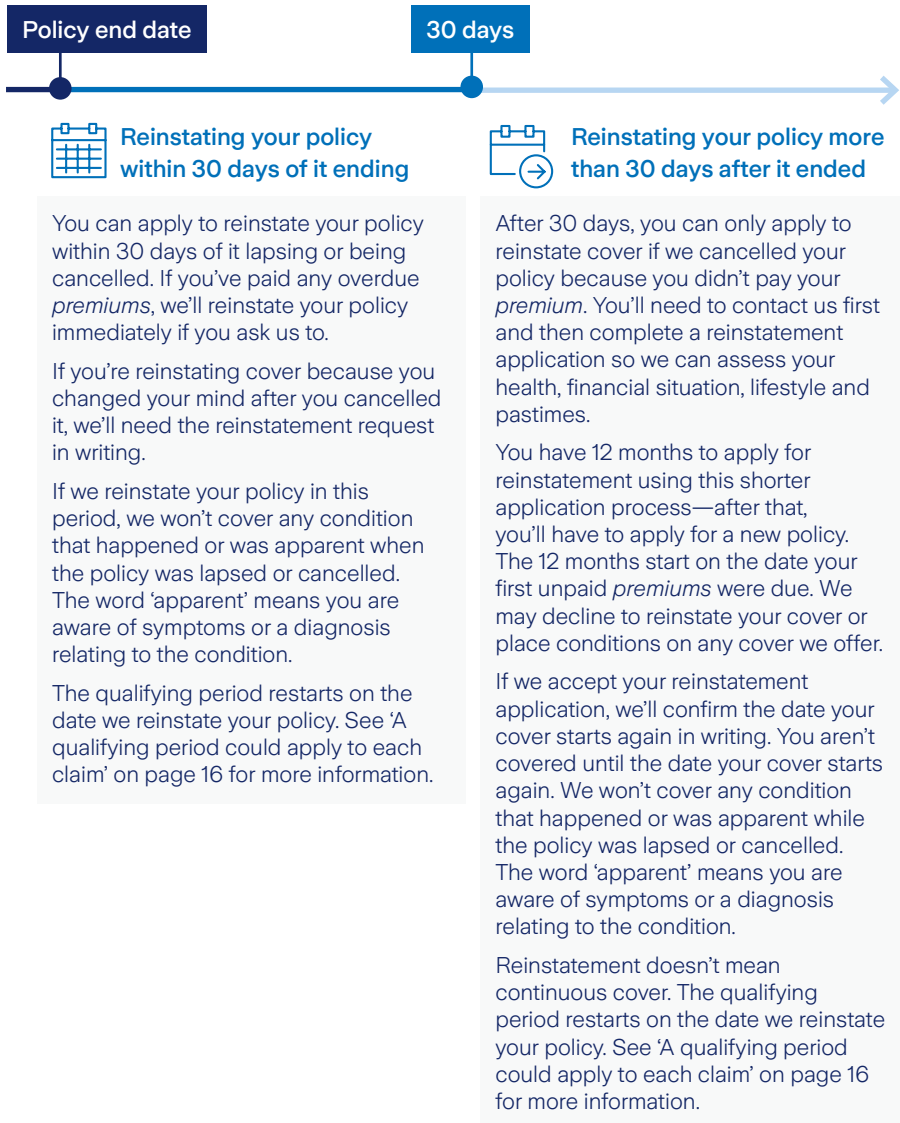 Policy end date
30 days
Reinstating your policy
within 30 days of it ending
You can apply to reinstate your policy
within 30 days of it lapsing or being
cancelled. If you’ve paid any overdue
premiums, we’ll reinstate your policy
immediately if you ask us to.
If you’re reinstating cover because you
changed your mind after you cancelled
it, we’ll need the reinstatement request
in writing.
If we reinstate your policy in this
period, we won’t cover any condition
that happened or was apparent when
the policy was lapsed or cancelled.
The word ‘apparent’ means you are
aware of symptoms or a diagnosis
relating to the condition.
The qualifying period restarts on the
date we reinstate your policy. See ‘A
qualifying period could apply to each
claim’ on page 16 for more information.
Reinstating your policy more
than 30 days after it ended
After 30 days, you can only apply to
reinstate cover if we cancelled your
policy because you didn’t pay your
premium. You’ll need to contact us first
and then complete a reinstatement
application so we can assess your
health, financial situation, lifestyle and
pastimes.
You have 12 months to apply for
reinstatement using this shorter
application process—after that,
you’ll have to apply for a new policy.
The 12 months start on the date your
first unpaid premiums were due. We
may decline to reinstate your cover or
place conditions on any cover we offer.
If we accept your reinstatement
application, we’ll confirm the date your
cover starts again in writing. You aren’t
covered until the date your cover starts
again. We won’t cover any condition
that happened or was apparent while
the policy was lapsed or cancelled.
The word ‘apparent’ means you are
aware of symptoms or a diagnosis
relating to the condition.
Reinstatement doesn’t mean
continuous cover. The qualifying
period restarts on the date we reinstate
your policy. See ‘A qualifying period
could apply to each claim’ on page 16
for more information.